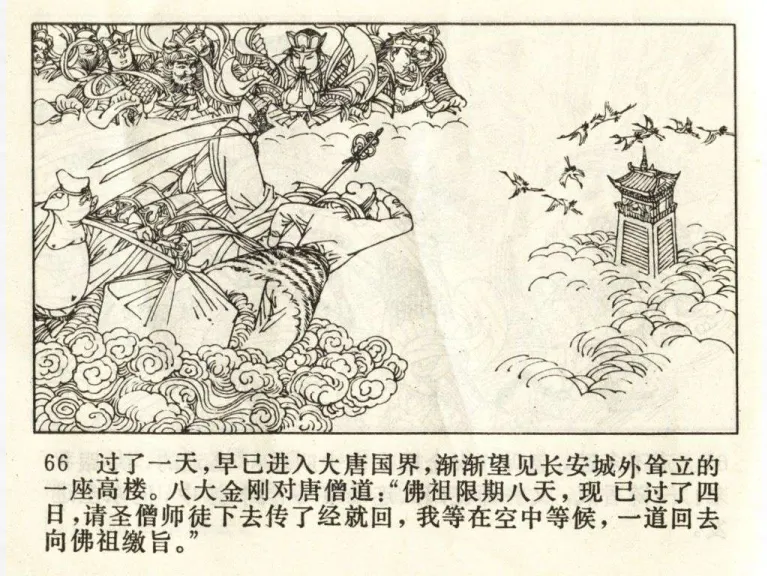 66 过了一天，早已进入大唐国界，渐渐望见长安城外耸立的
一座高楼。八大金刚对唐僧道：“佛祖限期八天，现已过了四
日，请圣僧师徒下去传了经就回，我等在空中等候，一道回去
向佛祖缴旨。”